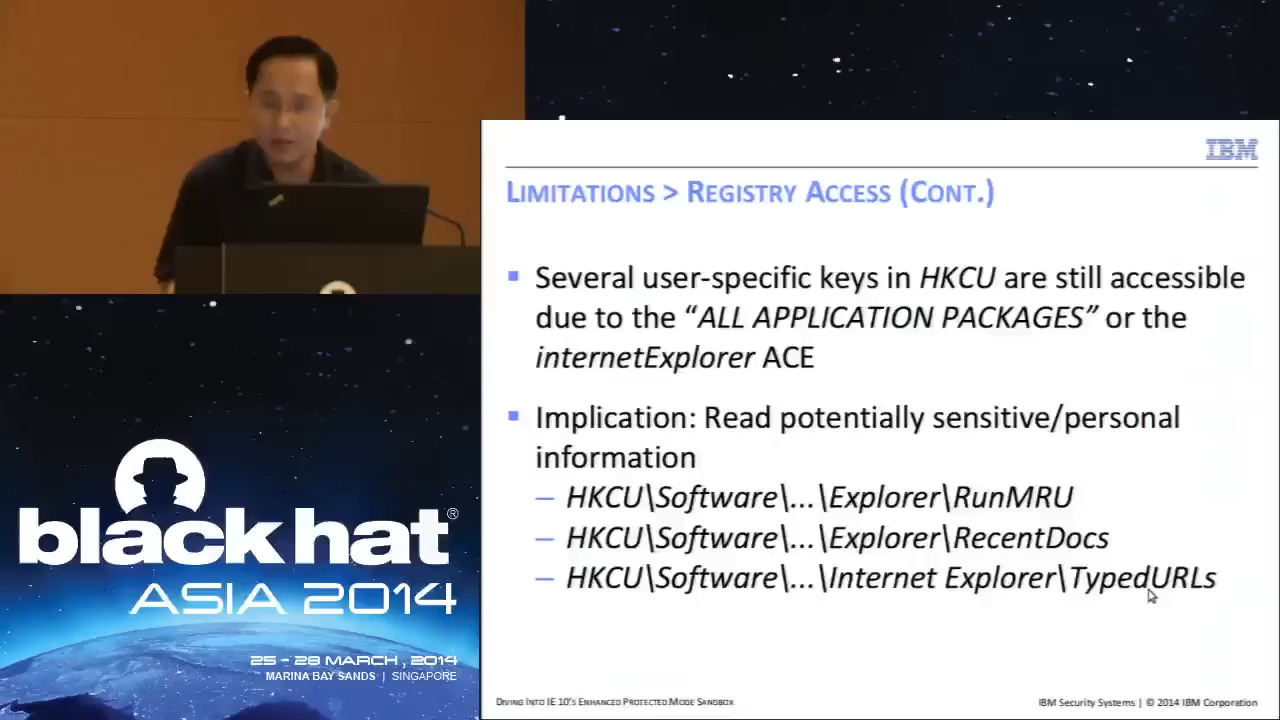 IBM
LIMITATIONS > REGISTRY ACCESS (CONT.)
Several user-specific keys in HKCU are still accessible
due to the “ALL APPLICATION PACKAGES” or the
internetExplorer ACE
Implication: Read potentially sensitive/personal
information
– HKCU\Software\...\Explorer\RunMRU
– HKCU\Software\...\Explorer\RecentDocs
– HKCU\Software\...\Internet Explorer\TypedURLs
DIVING INTO IE 10'S ENHANCED PROTECTED MODE SANDBOX
IBM Security Systems | © 2014 IBM Corporation
black hat®
ASIA 2014
25 - 28 MARCH, 2014
MARINA BAY SANDS | SINGAPORE